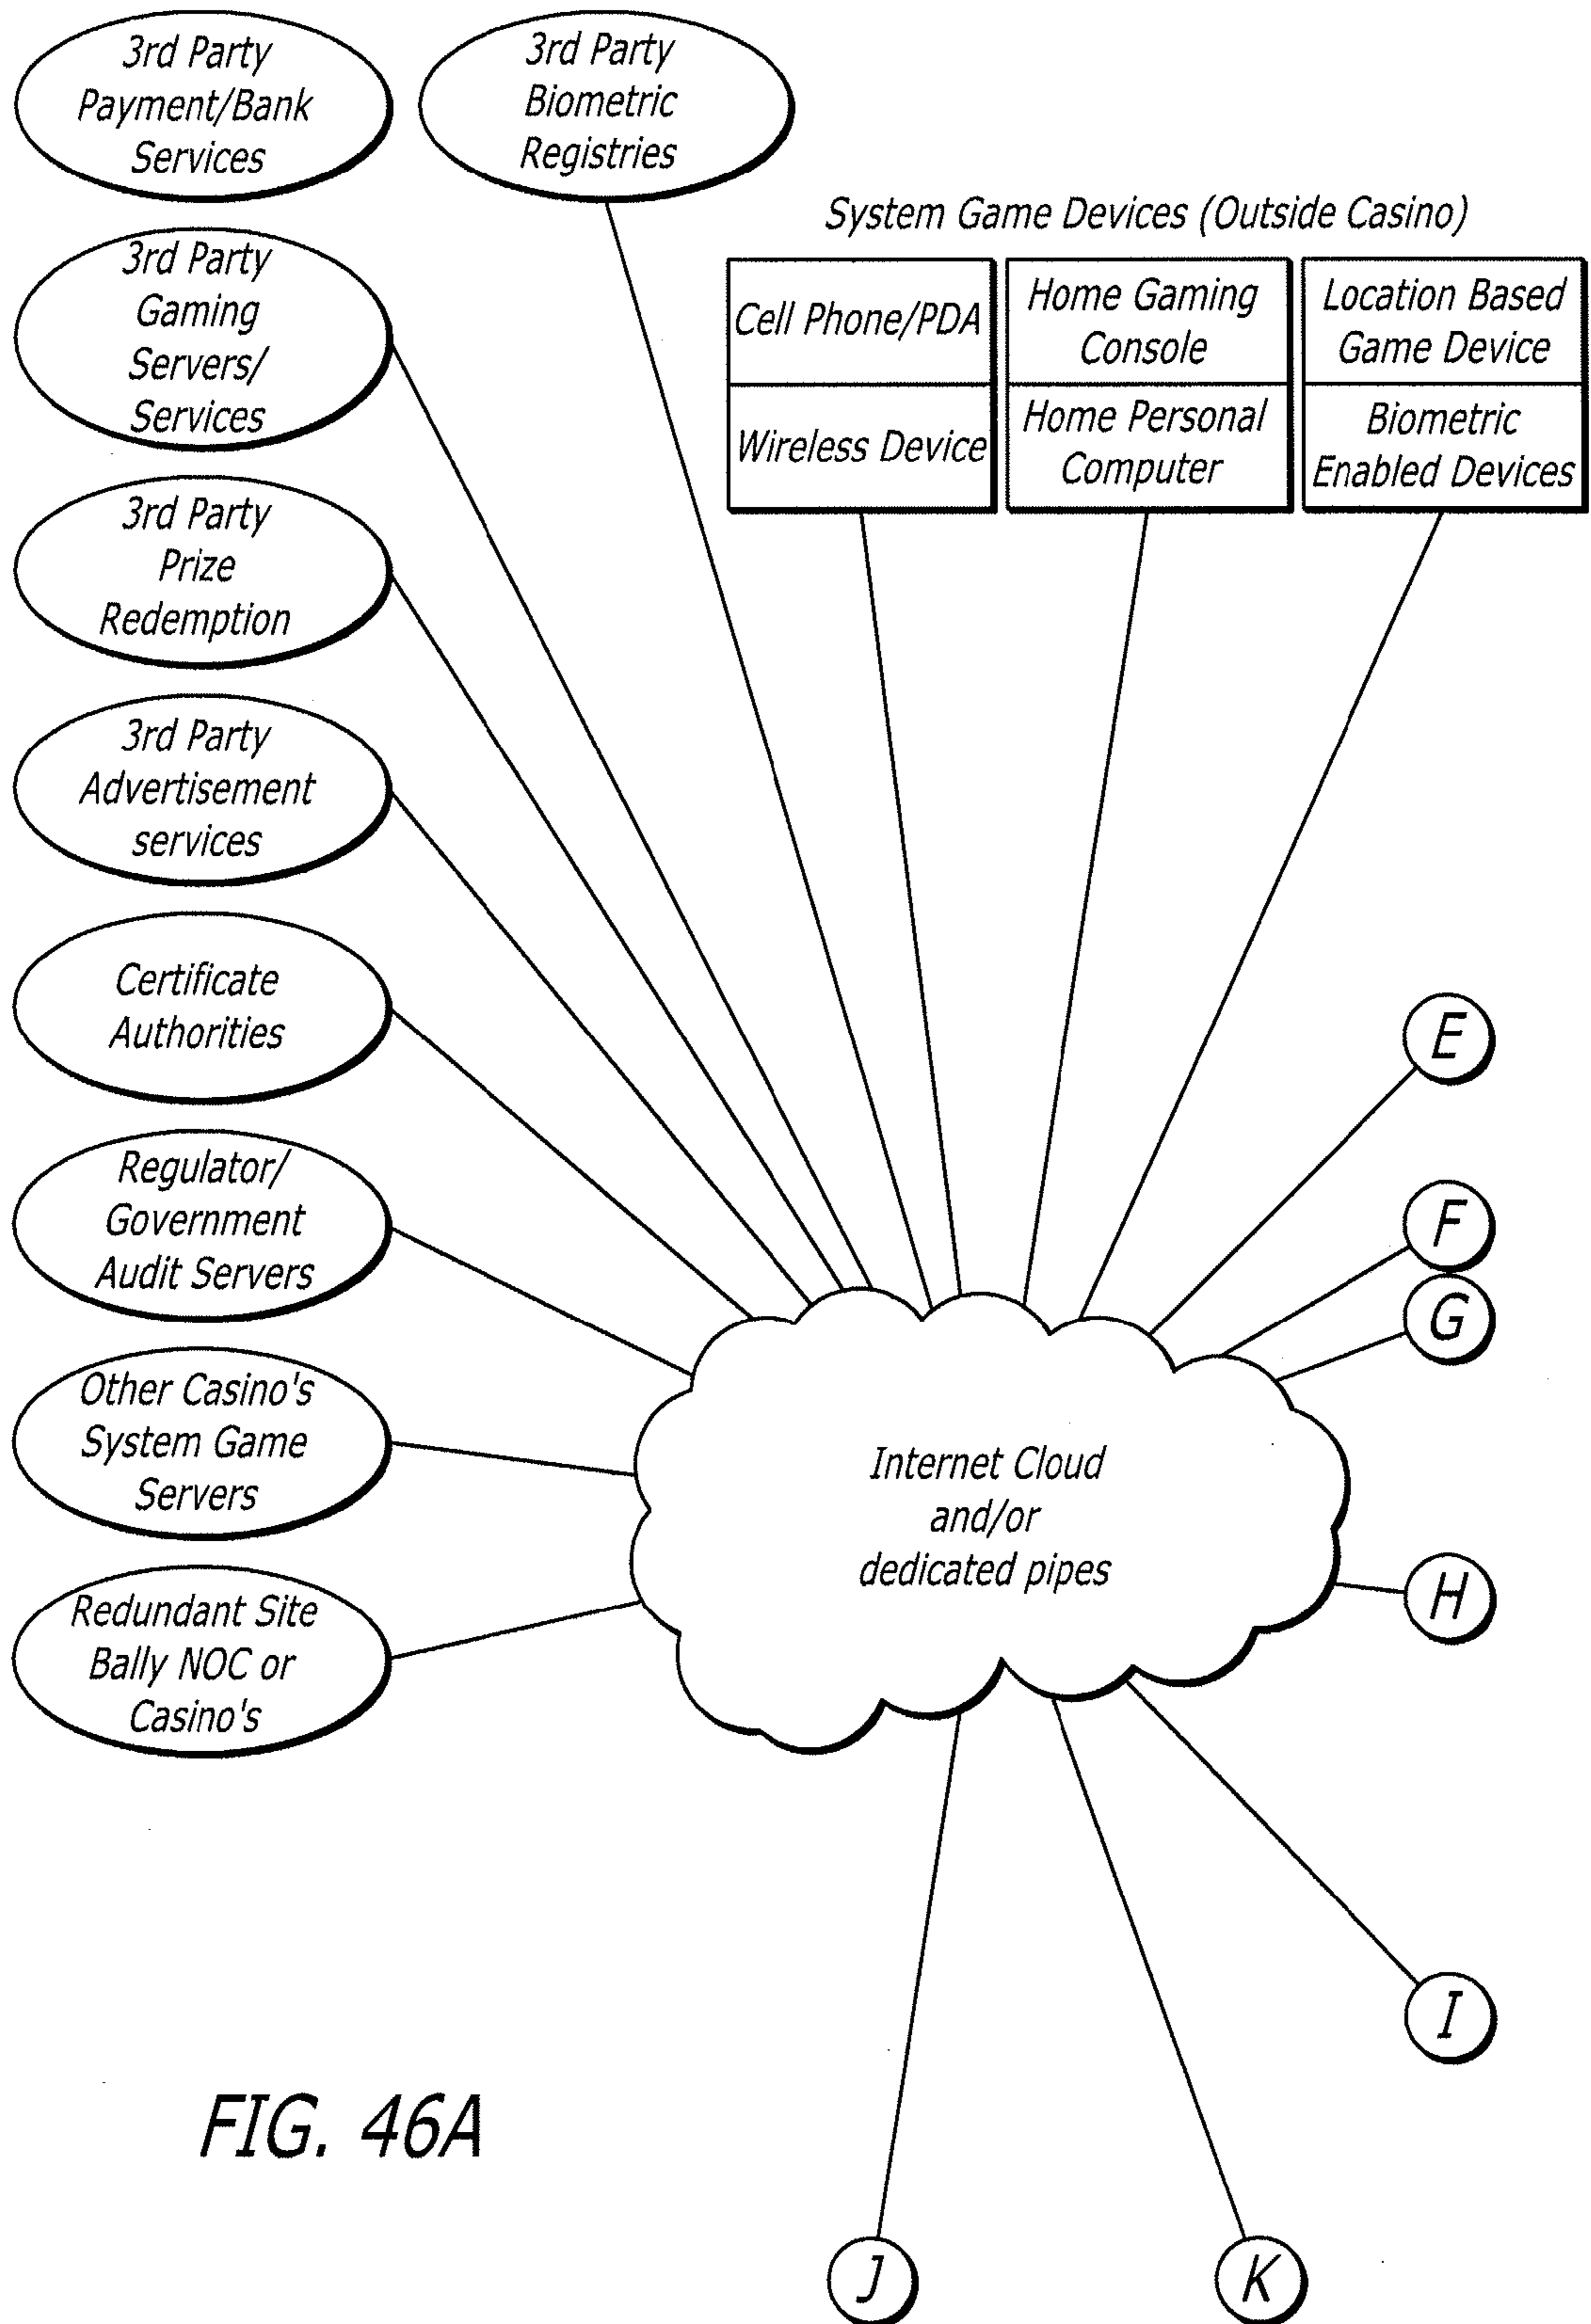 3rd Party
Payment/Bank
Services
3rd Party
Biometric
Registries
System Game Devices (Outside Casino)
3rd Party
Gaming
Servers/
Services
Cell Phone/PDA
Wireless Device
Home Gaming
Console
Home Personal
Computer
Location Based
Game Device
Biometric
Enabled Devices
3rd Party
Prize
Redemption
3rd Party
Advertisement
services
Certificate
Authorities
Regulator/
Government
Audit Servers
Other Casino's
System Game
Servers
Redundant Site
Bally NOC or
Casino's
Internet Cloud
and/or
dedicated pipes
E
F
G
H
I
J
K
FIG. 46A